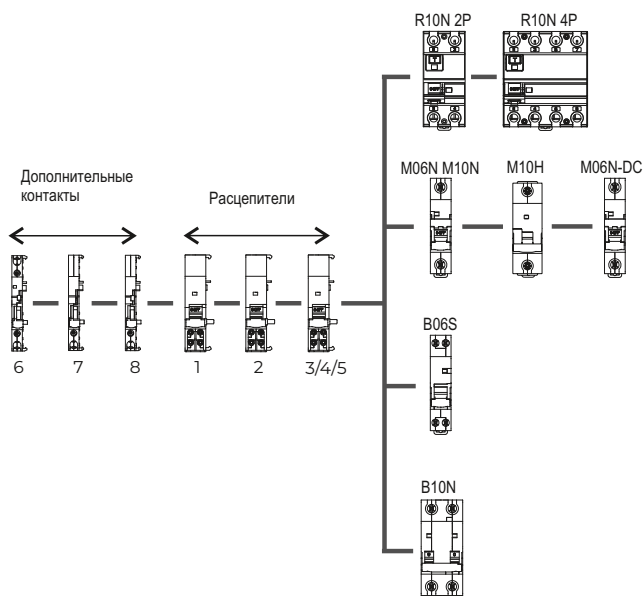 R10N 2P R10N 4P
M06N M10N M10H M06N-DC
Дополнительные
контакты
Расцепители
B06S
6 7 8 1 2 3/4/5
B10N